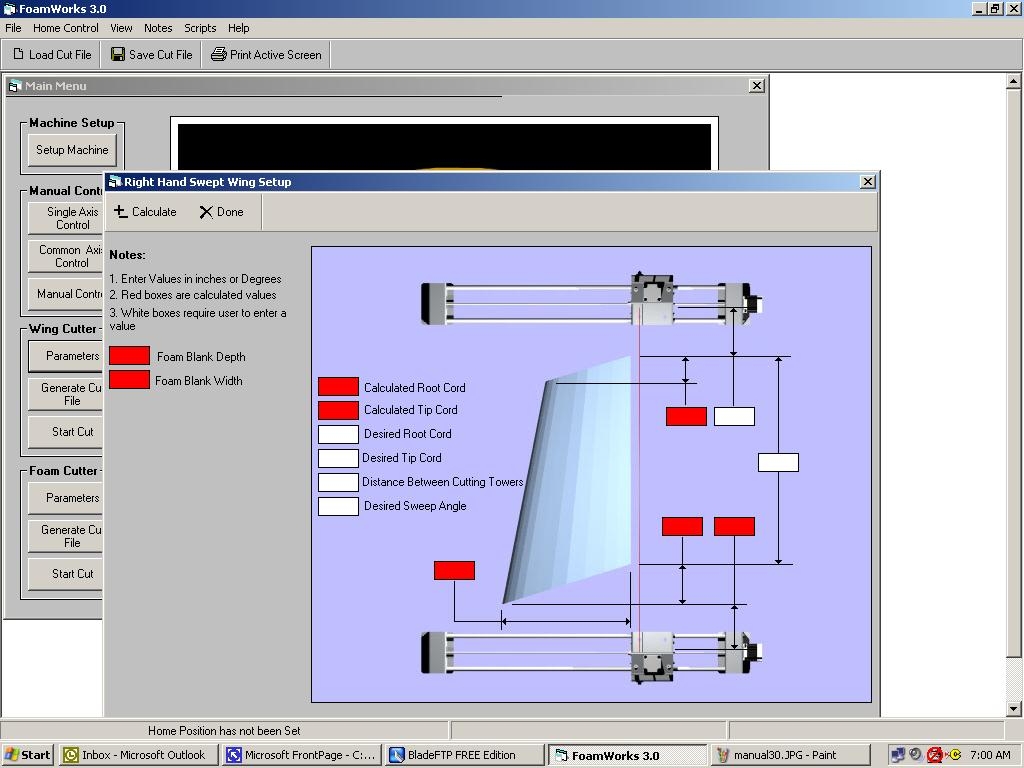 FoamWorks 3.0
File Home Control View Notes Scripts Help
Load Cut File Save Cut File Print Active Screen
Main Menu
Machine Setup
Setup Machine
Manual
Single Axis
Control
Common
Control
Manual
Wing Cutter
Parameters
Generate
File
Start Cut
Foam Cutter
Parameters
Generate
File
Start Cut
Right Hand Swept Wing Setup
Calculate Done
Notes:
1. Enter Values in inches or Degrees
2. Red boxes are calculated values
3. White boxes require user to enter a
value
Foam Blank Depth
Foam Blank Width
Calculated Root Cord
Calculated Tip Cord
Desired Root Cord
Desired Tip Cord
Distance Between Cutting Towers
Desired Sweep Angle
Home Position has not been Set
Start Inbox - Microsoft Outlook Microsoft FrontPage - C:... BladeFTP FREE Edition FoamWorks 3.0 manual30.JPG - Paint 7:00 AM